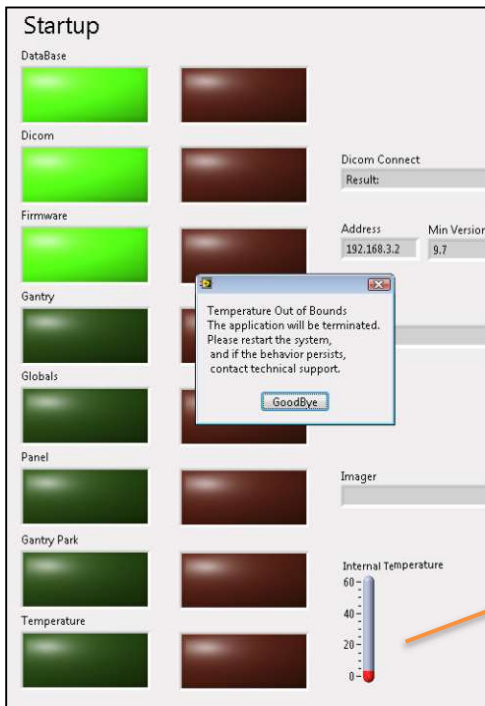 Startup
DataBase
Dicom
Dicom Connect
Result:
Firmware
Address
Min Version
192.168.3.2
9.7
Gantry
Temperature Out of Bounds
The application will be terminated.
Please restart the system,
and if the behavior persists,
contact technical support.
GoodBye
Globals
Panel
Imager
Gantry Park
Internal Temperature
60
40
20
0
Temperature